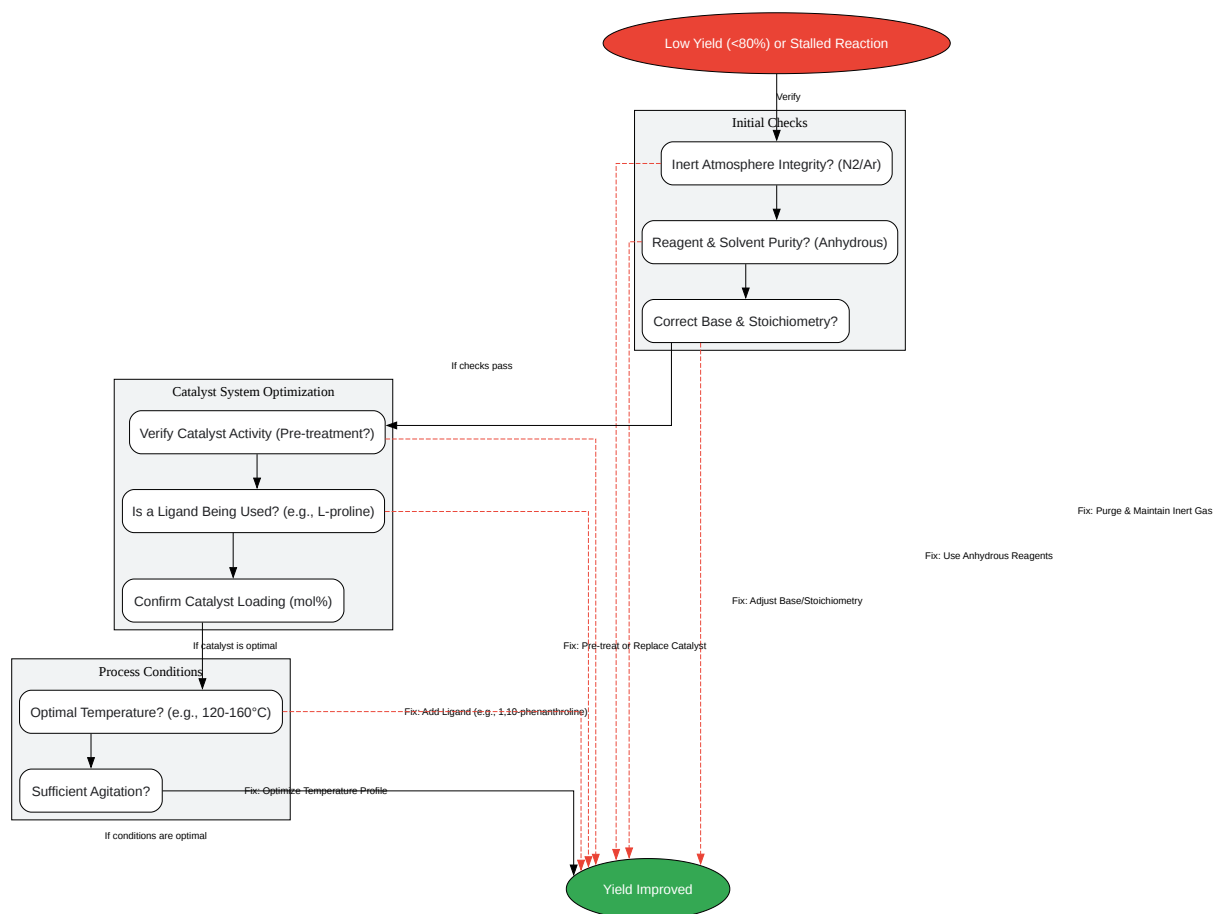 Low Yield (<80%) or Stalled Reaction
Verify
Initial Checks
Inert Atmosphere Integrity? (N2/Ar)
Reagent & Solvent Purity? (Anhydrous)
Correct Base & Stoichiometry?
If checks pass
Catalyst System Optimization
Verify Catalyst Activity (Pre-treatment?)
Is a Ligand Being Used? (e.g., L-proline)
Fix: Purge & Maintain Inert Gas
Fix: Use Anhydrous Reagents
Confirm Catalyst Loading (mol%)
Fix: Adjust Base/Stoichiometry
If catalyst is optimal
Fix: Pre-treat or Replace Catalyst
Process Conditions
Optimal Temperature? (e.g., 120-160°C)
Fix: Add Ligand (e.g., 1,10-phenanthroline)
Sufficient Agitation?
Fix: Optimize Temperature Profile
If conditions are optimal
Yield Improved